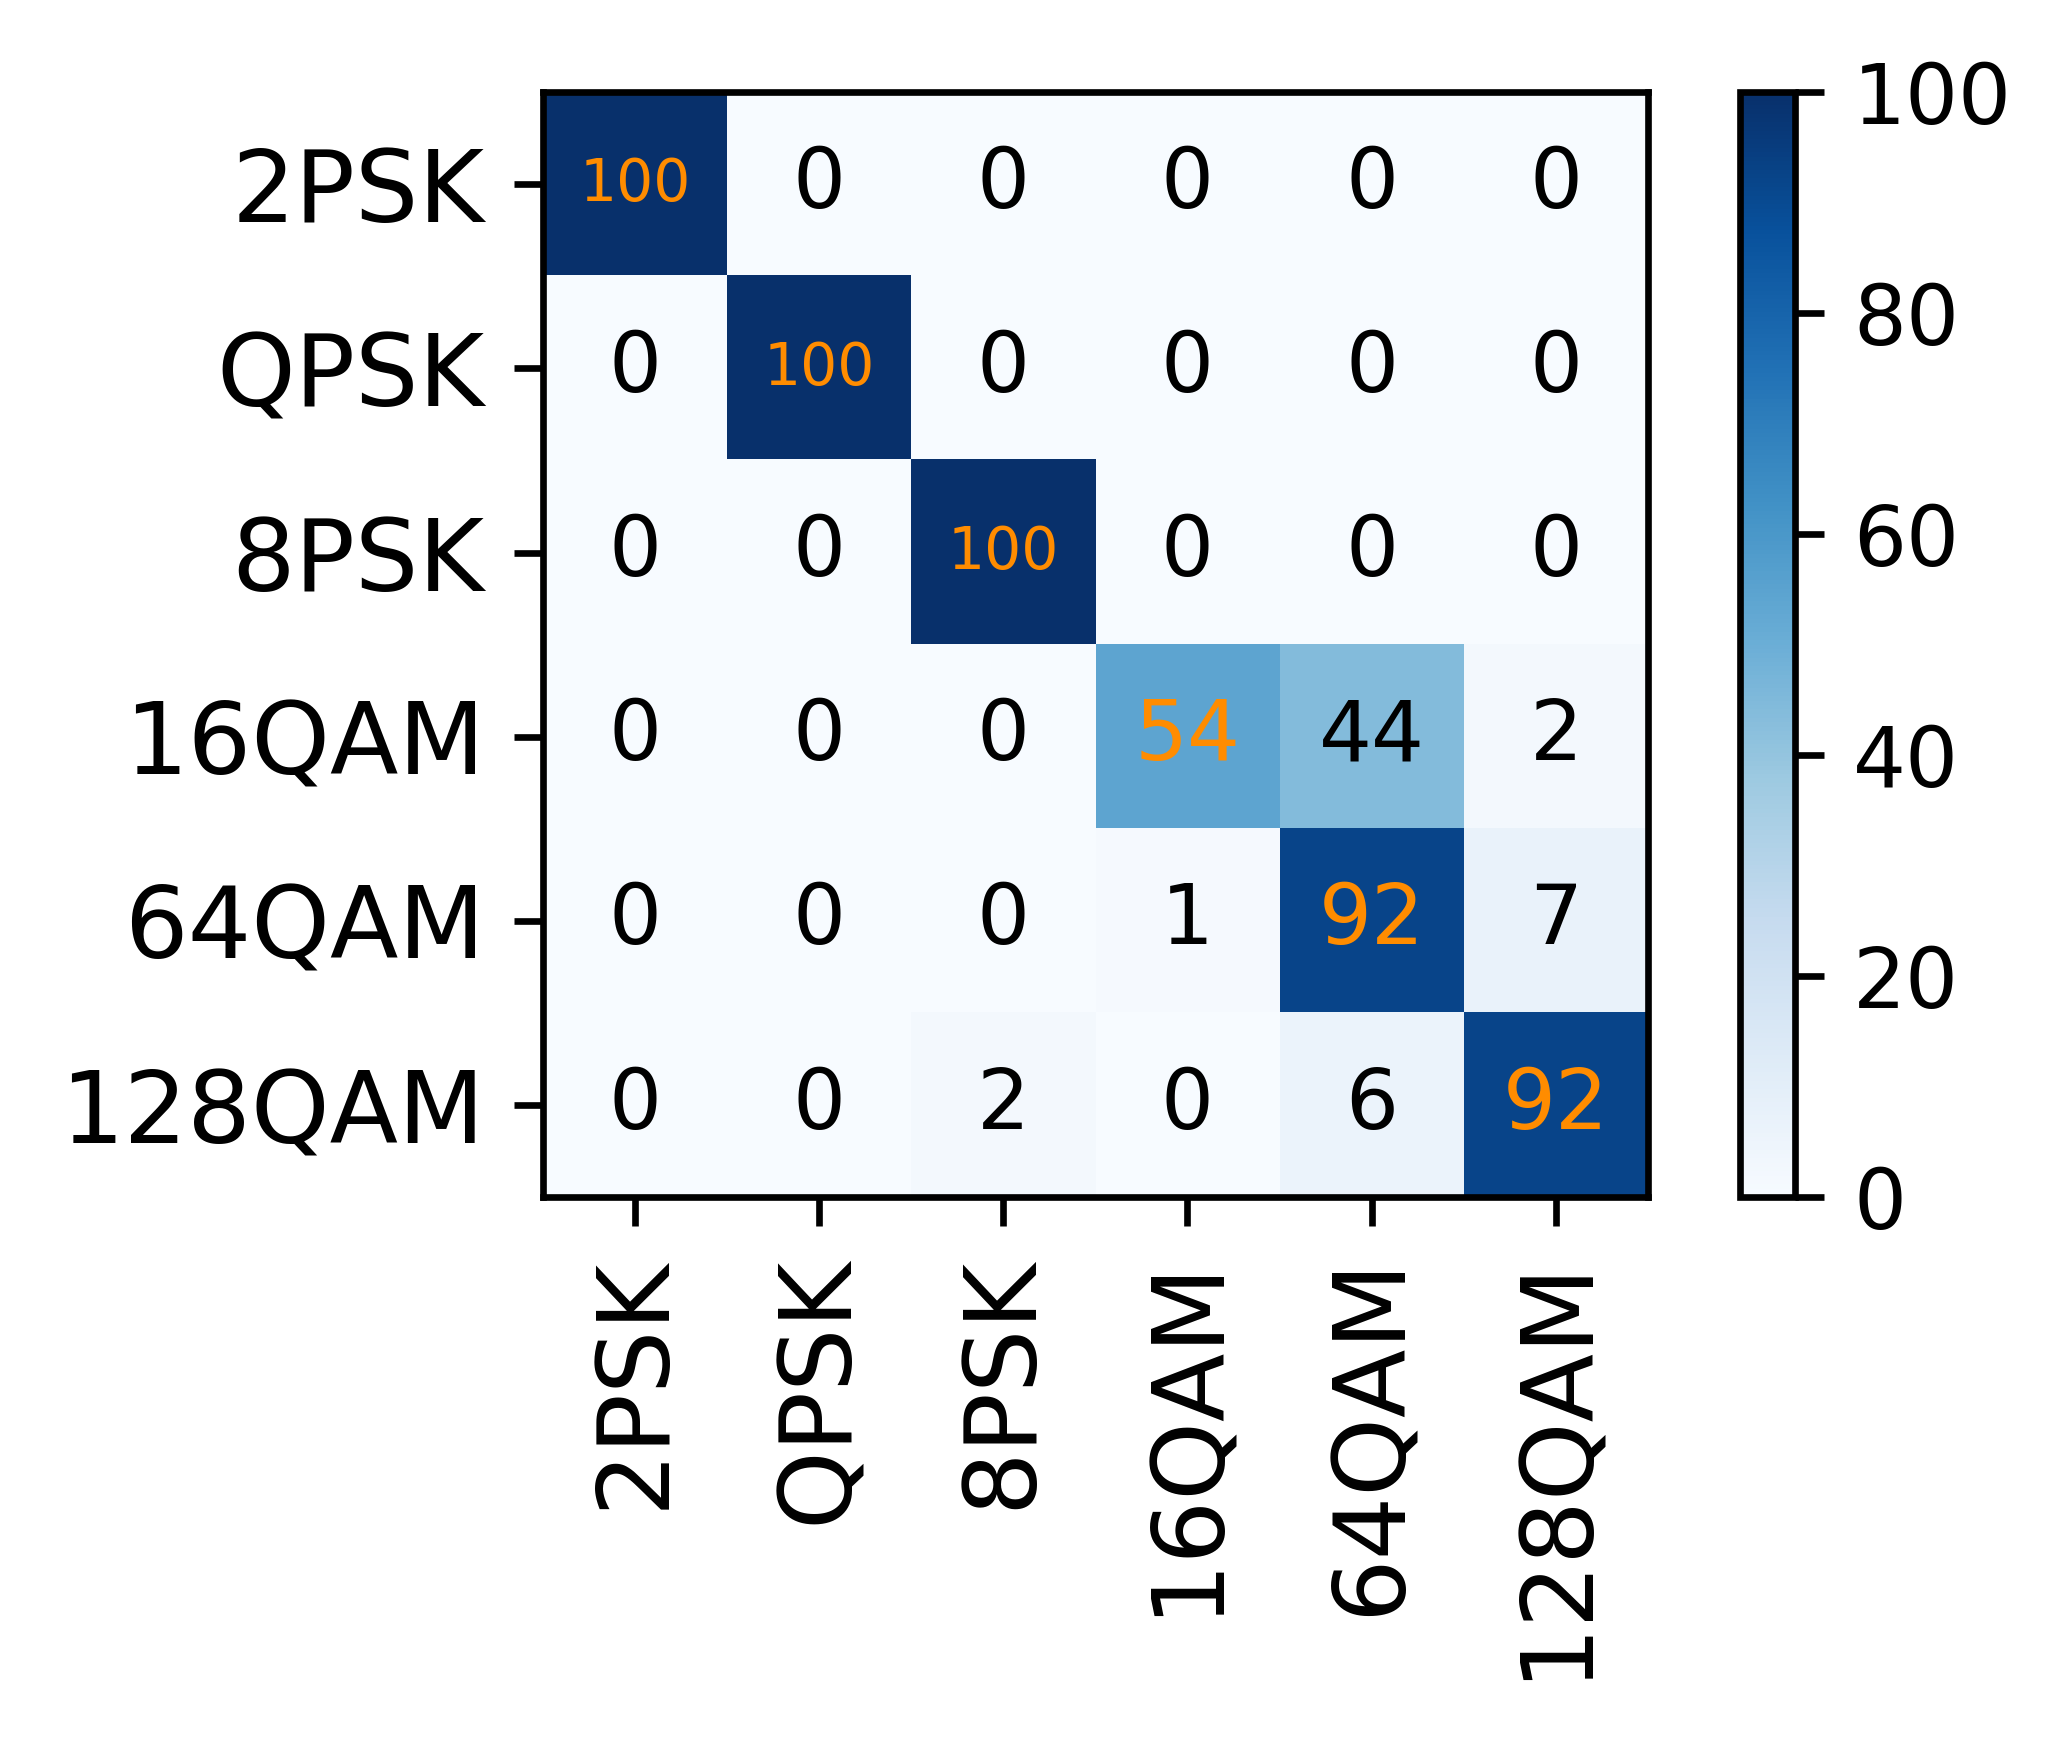 2PSK 100 0 0 0 0 0
QPSK 0 100 0 0 0 0
8PSK 0 0 100 0 0 0
16QAM 0 0 0 54 44 2
64QAM 0 0 0 1 92 7
128QAM 0 0 2 0 6 92
2PSK
QPSK
8PSK
16QAM
64QAM
128QAM
100
80
60
40
20
0